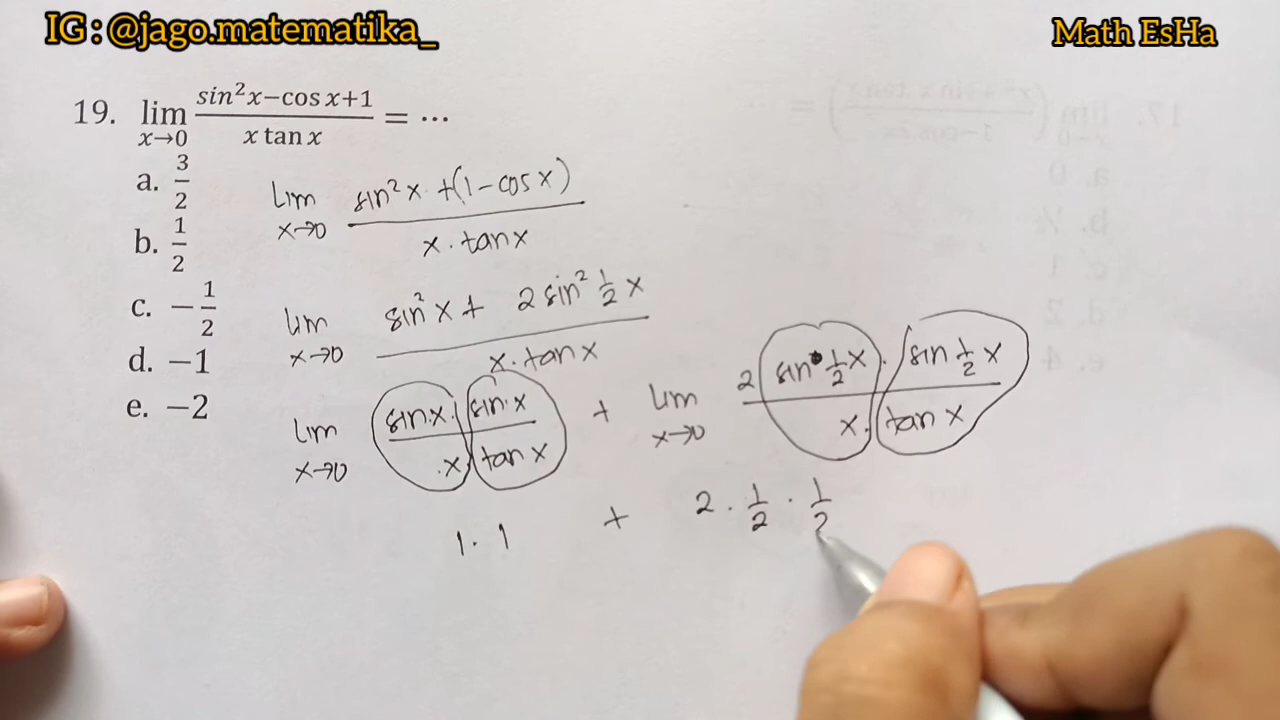 IG : @jago.matematika_
Math EsHa
19. lim x→0 (sin²x−cos x+1)/(x tan x) = ⋯
a. 3/2
b. 1/2
c. −1/2
d. −1
e. −2
Lim x→0 (sin²x + (1 − cos x))/(x · tan x)
Lim x→0 (sin²x + 2 sin² ½ x)/(x · tan x)
Lim x→0 (sin x · sin x)/(x · tan x) + Lim x→0 (2 sin ½ x · sin ½ x)/(x · tan x)
1 · 1 + 2 · ½ · ½